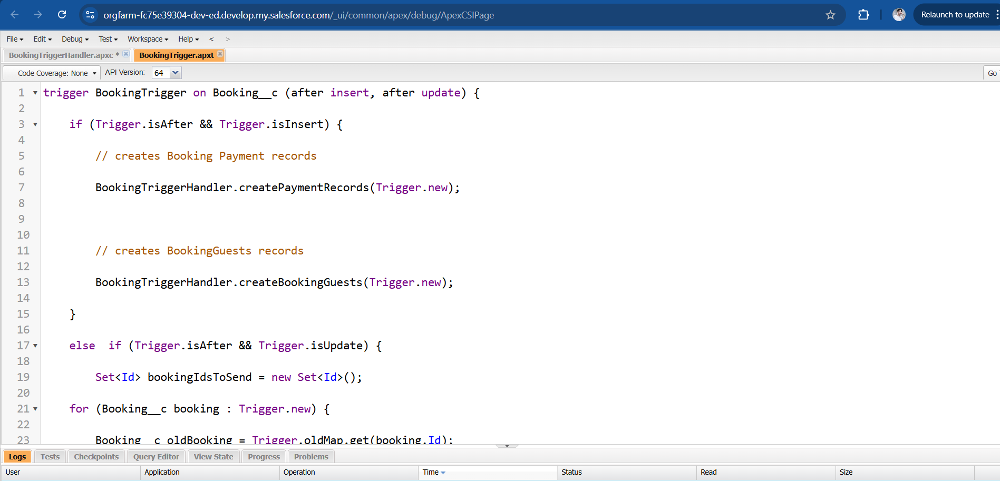 orgfarm-fc75e39304-dev-ed.develop.my.salesforce.com/_ui/common/apex/debug/ApexCSIPage
Relaunch to update
File Edit Debug Test Workspace Help < >
BookingTriggerHandler.apxc * BookingTrigger.apxt
Code Coverage: None API Version: 64 Go
1 trigger BookingTrigger on Booking__c (after insert, after update) {
2
3 if (Trigger.isAfter && Trigger.isInsert) {
4
5 // creates Booking Payment records
6
7 BookingTriggerHandler.createPaymentRecords(Trigger.new);
8
9
10
11 // creates BookingGuests records
12
13 BookingTriggerHandler.createBookingGuests(Trigger.new);
14
15 }
16
17 else  if (Trigger.isAfter && Trigger.isUpdate) {
18
19 Set<Id> bookingIdsToSend = new Set<Id>();
20
21 for (Booking__c booking : Trigger.new) {
22
23 Booking__c oldBooking = Trigger.oldMap.get(booking.Id);
Logs Tests Checkpoints Query Editor View State Progress Problems
User Application Operation Time Status Read Size